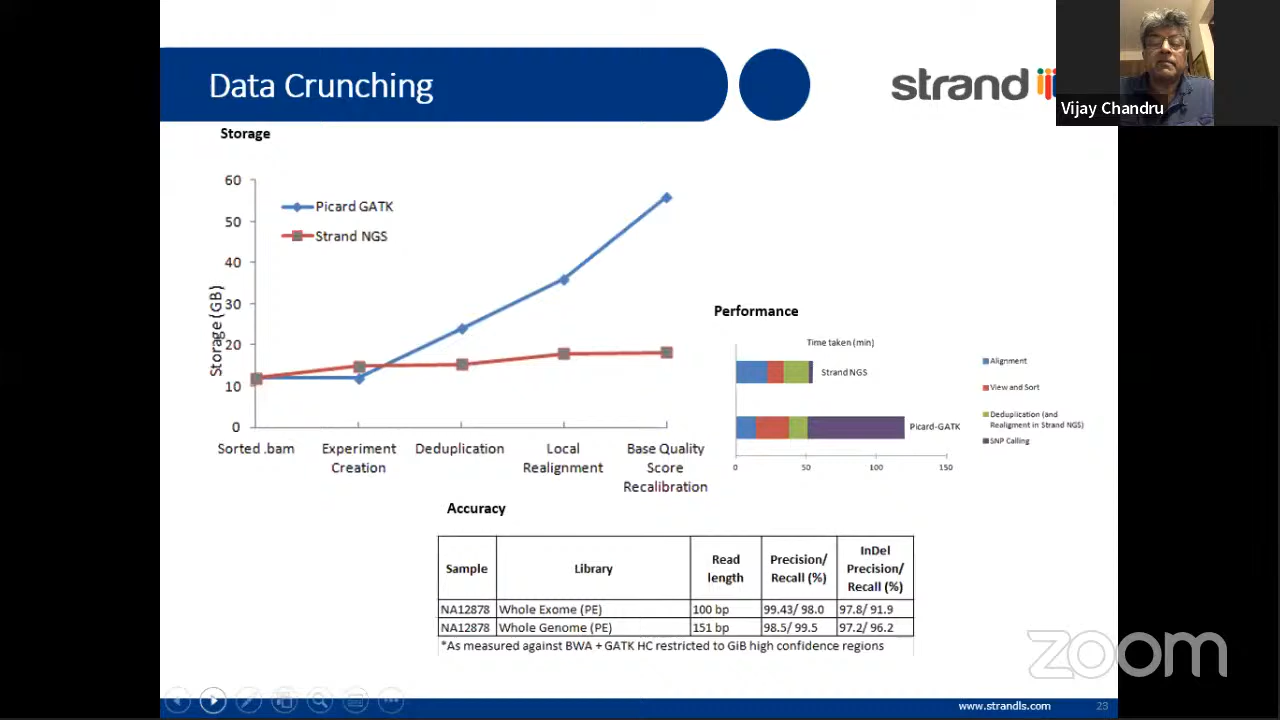 Data Crunching
strand
Vijay Chandru
Storage
60
50
40
30
20
10
0
Storage (GB)
Picard GATK
Strand NGS
Sorted .bam
Experiment
Creation
Deduplication
Local
Realignment
Base Quality
Score
Recalibration
Performance
Time taken (min)
Strand NGS
Picard-GATK
0
50
100
150
Alignment
View and Sort
Deduplication (and
Realigment in Strand NGS)
SNP Calling
Accuracy
Sample
Library
Read
length
Precision/
Recall (%)
InDel
Precision/
Recall (%)
NA12878 Whole Exome (PE) 100 bp 99.43/ 98.0 97.8/ 91.9
NA12878 Whole Genome (PE) 151 bp 98.5/ 99.5 97.2/ 96.2
*As measured against BWA + GATK HC restricted to GiB high confidence regions
zoom
www.strandls.com
23